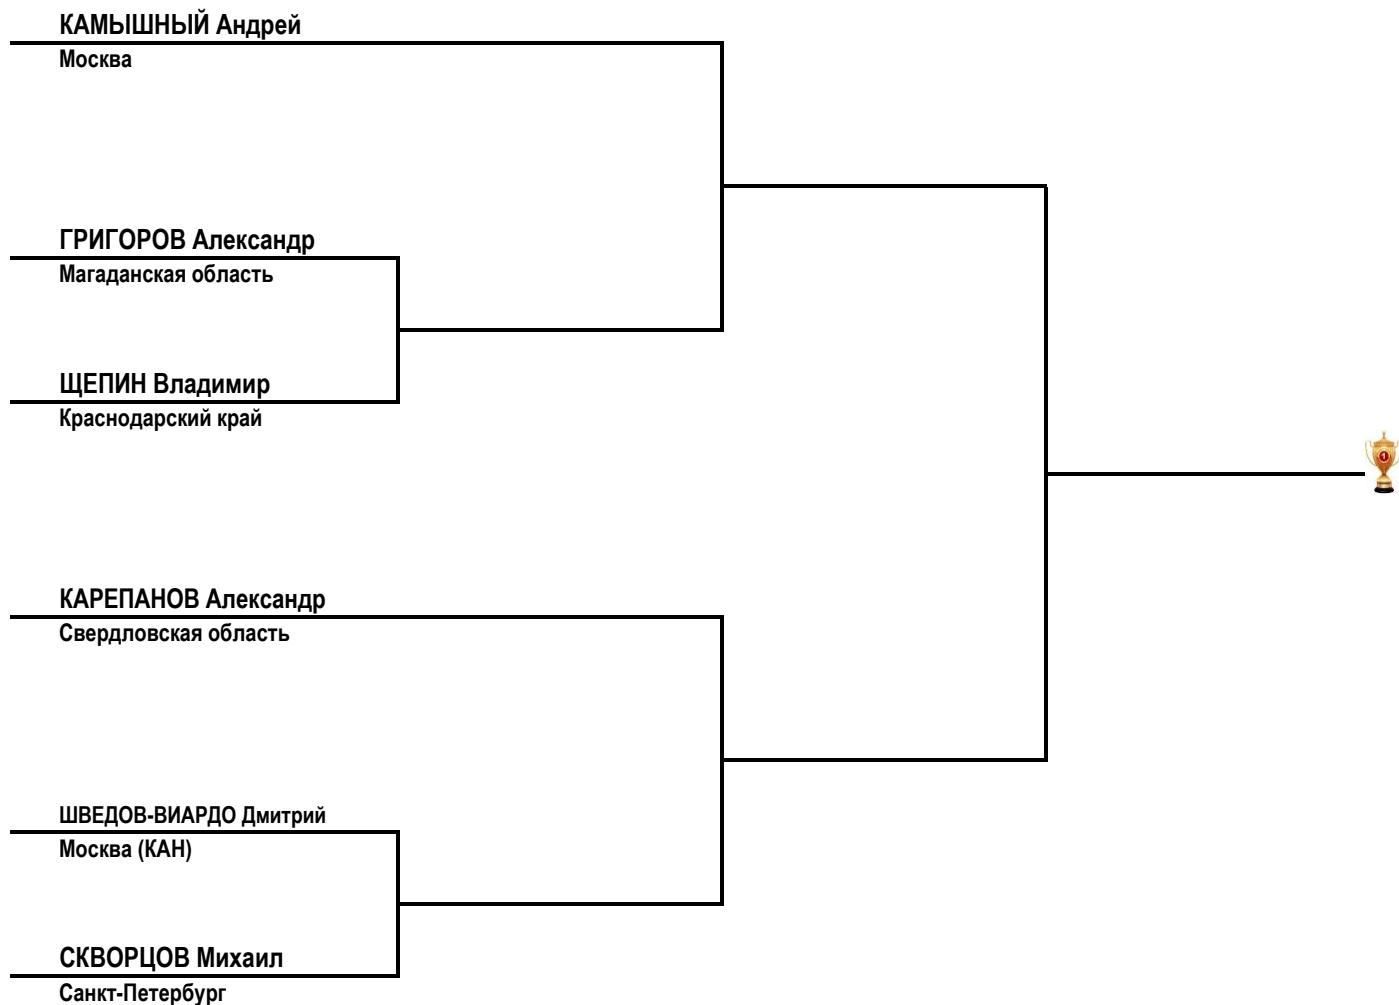 КАМЫШНЫЙ Андрей
Москва
ГРИГОРОВ Александр
Магаданская область
ЩЕПИН Владимир
Краснодарский край
1
КАРЕПАНОВ Александр
Свердловская область
ШВЕДОВ-ВИАРДО Дмитрий
Москва (КАН)
СКВОРЦОВ Михаил
Санкт-Петербург